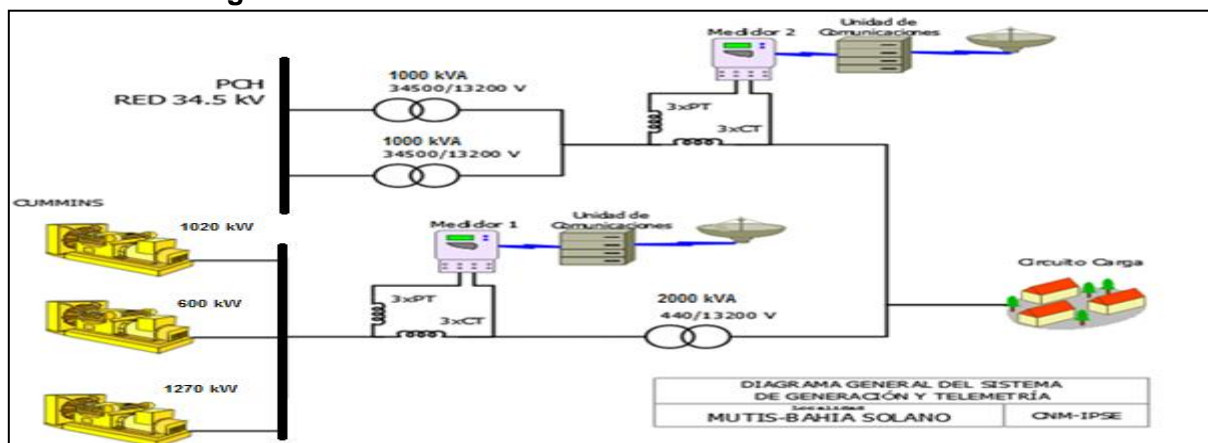 PCH
RED 34.5 kV
1000 kVA
34500/13200 V
1000 kVA
34500/13200 V
Medidor 2
Unidad de
Comunicaciones
3xPT
3xCT
CUMMINS
1020 kW
600 kW
1270 kW
Medidor 1
Unidad de
Comunicaciones
3xPT
3xCT
2000 kVA
440/13200 V
Circuito Carga
DIAGRAMA GENERAL DEL SISTEMA
DE GENERACIÓN Y TELEMETRÍA
localidad
MUTIS-BAHIA SOLANO
CNM-IPSE